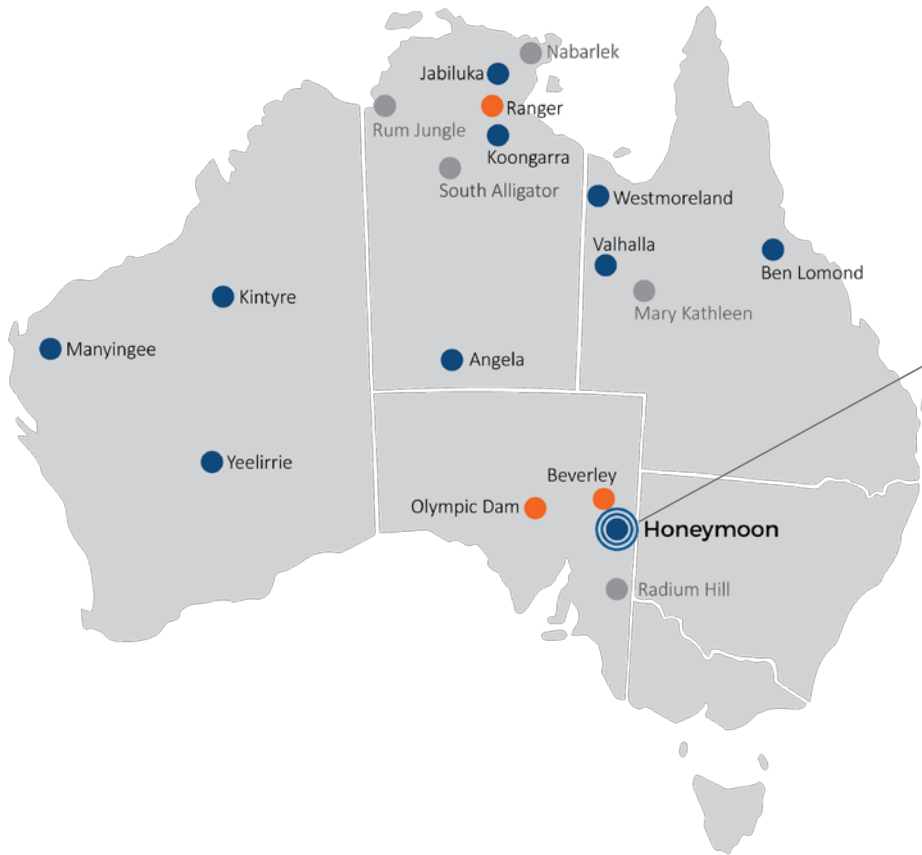 Nabarlek
Jabiluka
Ranger
Rum Jungle
Koongarra
South Alligator
Westmoreland
Valhalla
Ben Lomond
Kintyre
Mary Kathleen
Manyingee
Angela
Yeelirrie
Beverley
Olympic Dam
Honeymoon
Radium Hill